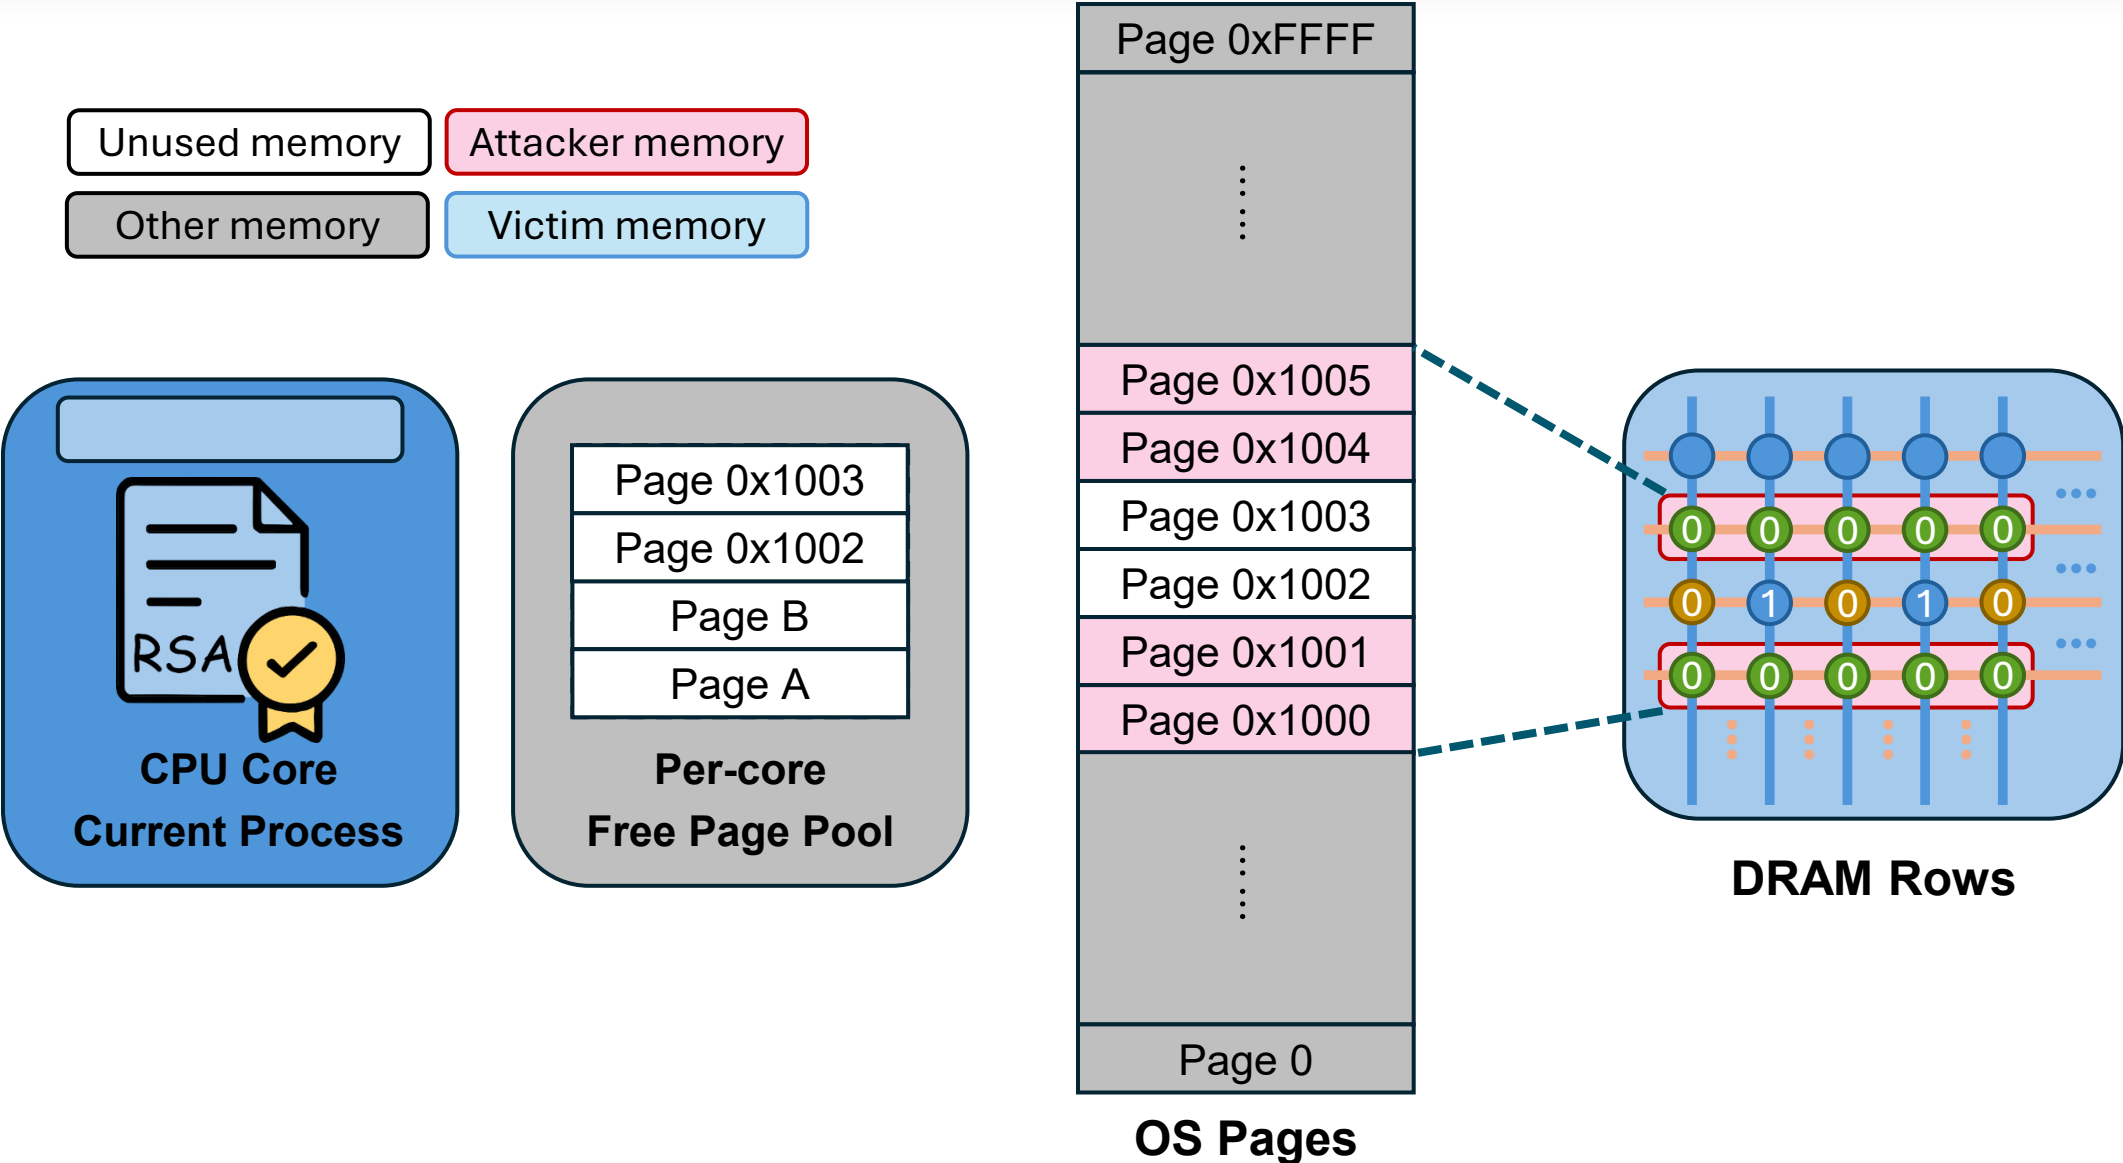 Unused memory
Attacker memory
Other memory
Victim memory
RSA
CPU Core
Current Process
Page 0x1003
Page 0x1002
Page B
Page A
Per-core
Free Page Pool
Page 0xFFFF
Page 0x1005
Page 0x1004
Page 0x1003
Page 0x1002
Page 0x1001
Page 0x1000
Page 0
OS Pages
0 0 0 0 0
0 1 0 1 0
0 0 0 0 0
DRAM Rows